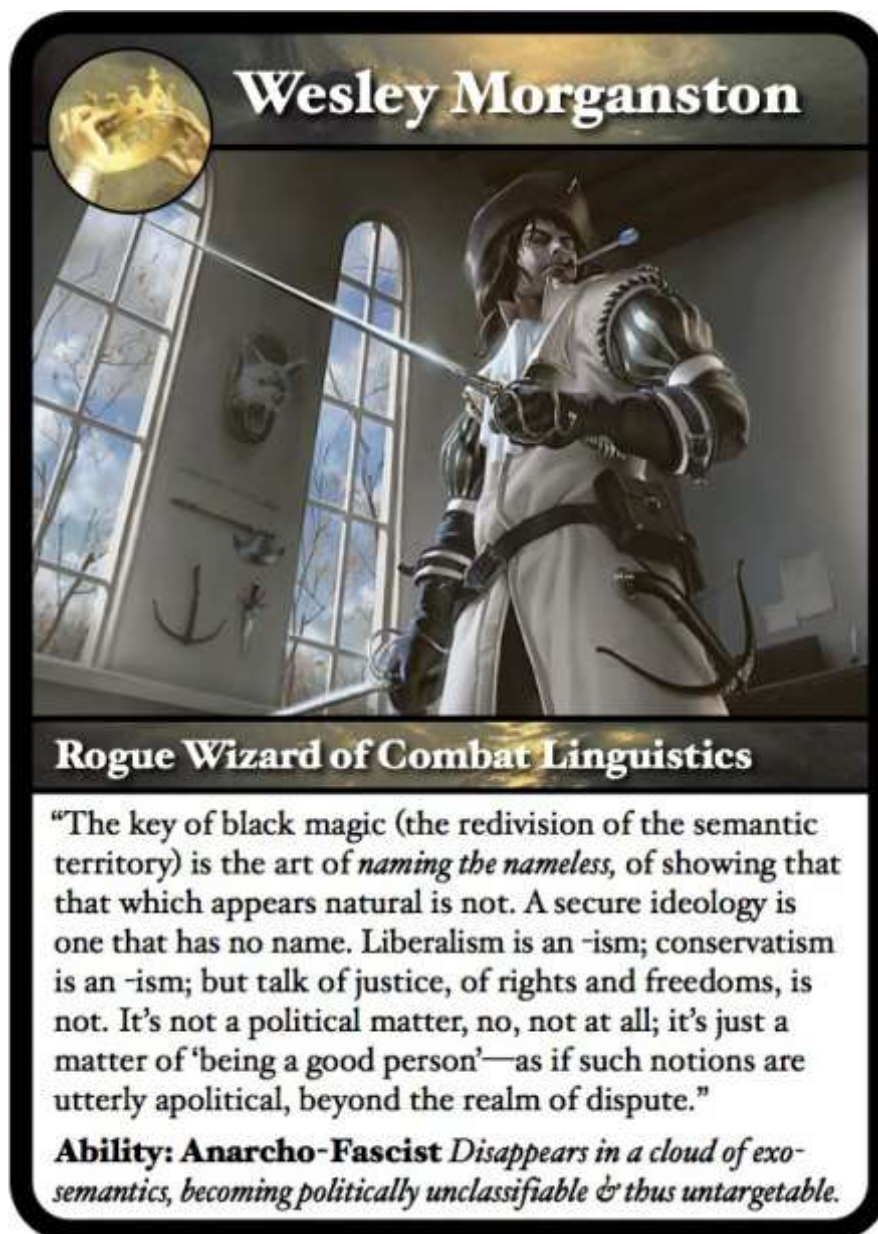 Wesley Morganston
Rogue Wizard of Combat Linguistics
“The key of black magic (the redivision of the semantic
territory) is the art of naming the nameless, of showing that
that which appears natural is not. A secure ideology is
one that has no name. Liberalism is an -ism; conservatism
is an -ism; but talk of justice, of rights and freedoms, is
not. It’s not a political matter, no, not at all; it’s just a
matter of ‘being a good person’—as if such notions are
utterly apolitical, beyond the realm of dispute.”
Ability: Anarcho-Fascist Disappears in a cloud of exo-
semantics, becoming politically unclassifiable & thus untargetable.